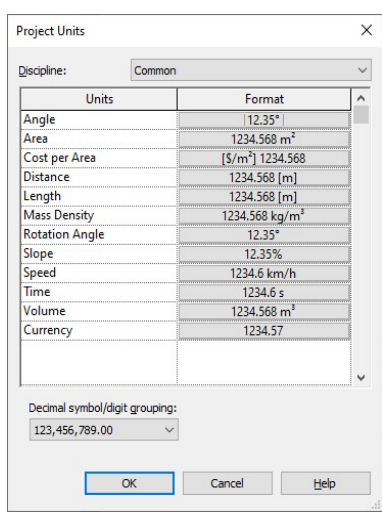 Project Units
Discipline: Common
Units Format
Angle 12.35°
Area 1234.568 m²
Cost per Area [$/m²] 1234.568
Distance 1234.568 [m]
Length 1234.568 [m]
Mass Density 1234.568 kg/m³
Rotation Angle 12.35°
Slope 12.35%
Speed 1234.6 km/h
Time 1234.6 s
Volume 1234.568 m³
Currency 1234.57
Decimal symbol/digit grouping:
123,456,789.00
OK Cancel Help